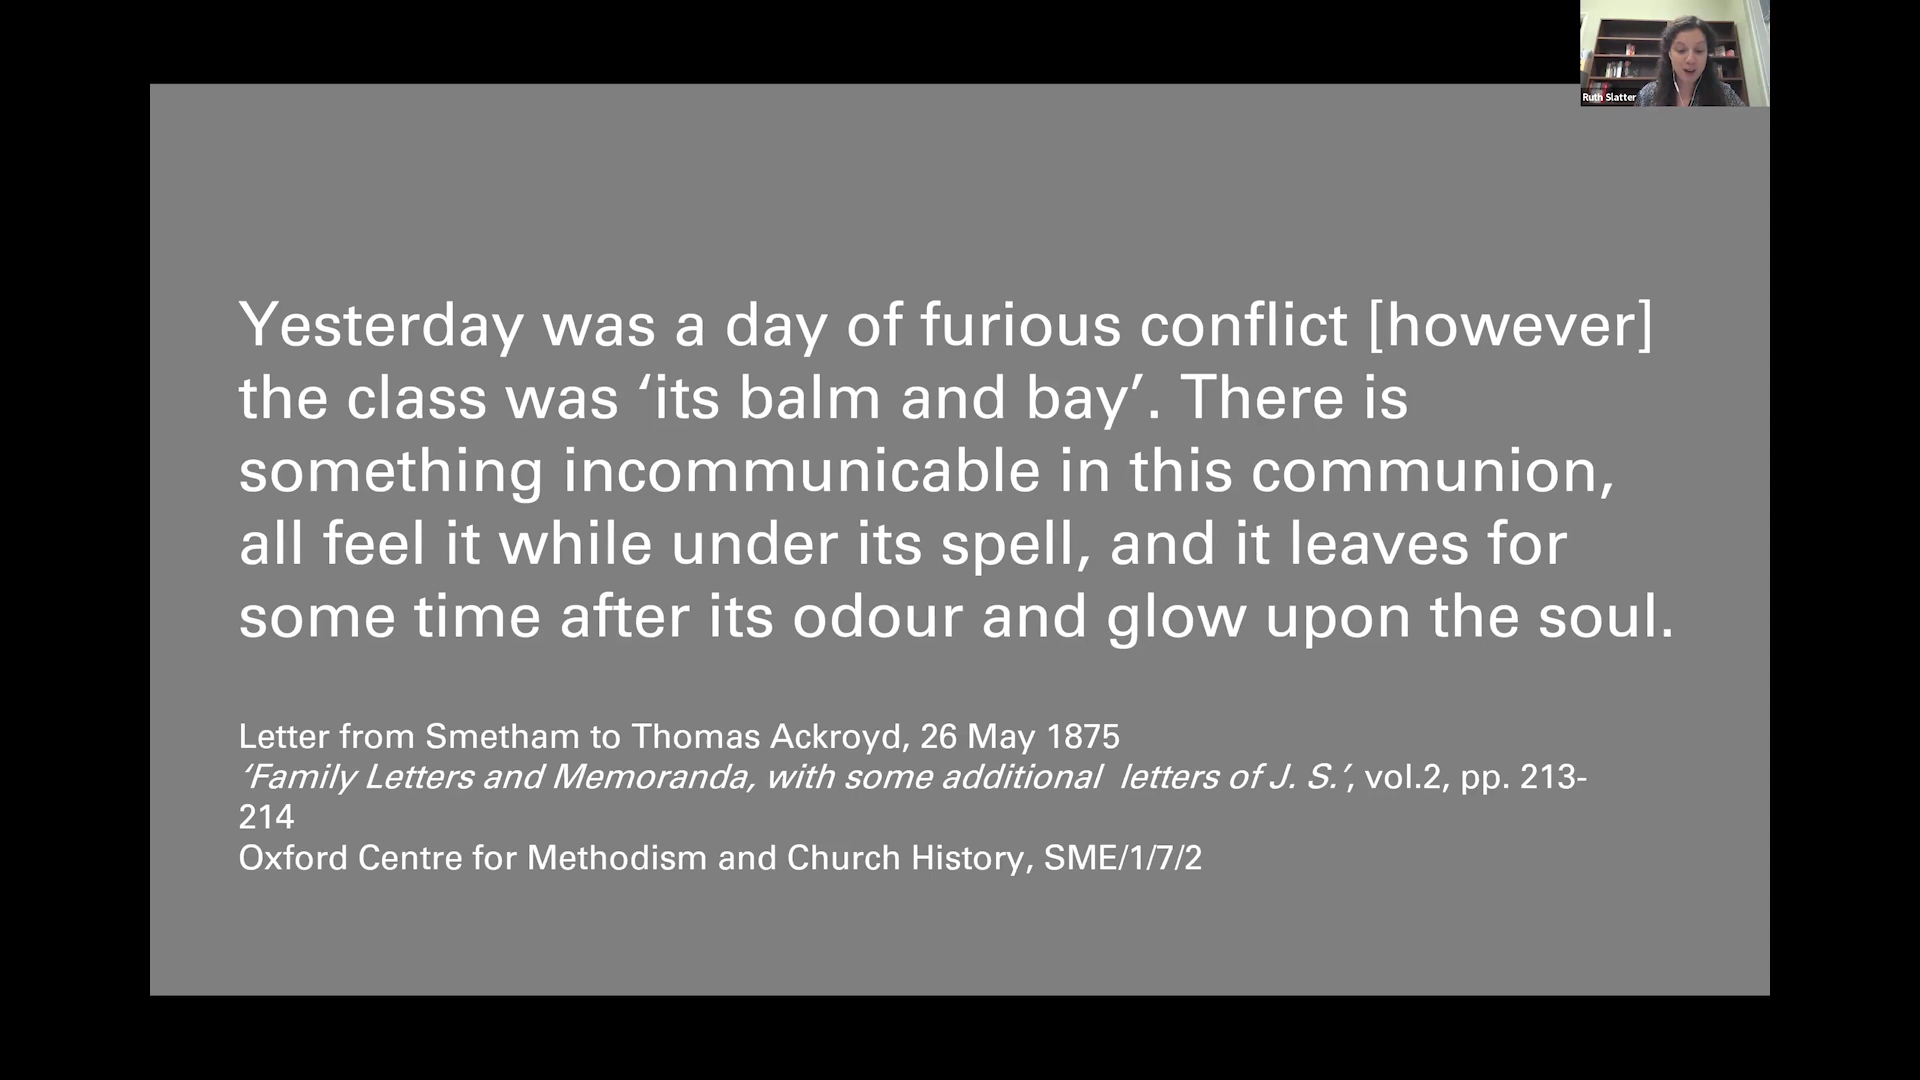 Ruth Slatter
Yesterday was a day of furious conflict [however]
the class was ‘its balm and bay’. There is
something incommunicable in this communion,
all feel it while under its spell, and it leaves for
some time after its odour and glow upon the soul.
Letter from Smetham to Thomas Ackroyd, 26 May 1875
‘Family Letters and Memoranda, with some additional  letters of J. S.’, vol.2, pp. 213-
214
Oxford Centre for Methodism and Church History, SME/1/7/2